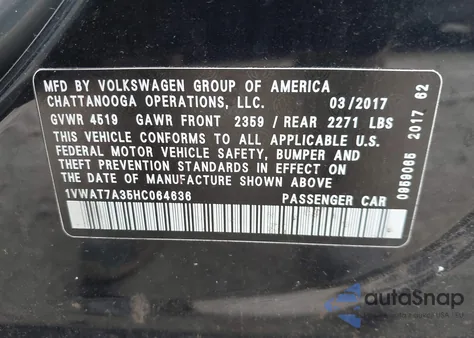 MFD BY VOLKSWAGEN GROUP OF AMERICA
CHATTANOOGA OPERATIONS, LLC. 03/2017
GVWR 4519 GAWR FRONT 2359 / REAR 2271 LBS
THIS VEHICLE CONFORMS TO ALL APPLICABLE U.S.
FEDERAL MOTOR VEHICLE SAFETY, BUMPER AND
THEFT PREVENTION STANDARDS IN EFFECT ON THE
DATE OF MANUFACTURE SHOWN ABOVE.
1VWAT7A35HC064636 PASSENGER CAR
0959065 2017 62
autoSnap